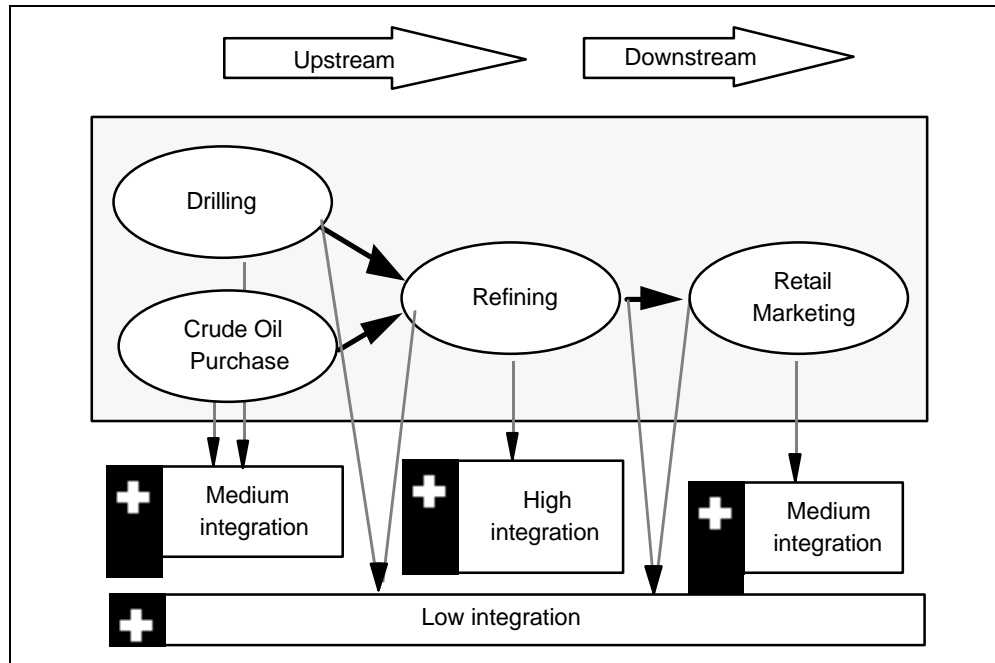 Upstream
Downstream
Drilling
Crude Oil
Purchase
Refining
Retail
Marketing
Medium
integration
High
integration
Medium
integration
Low integration